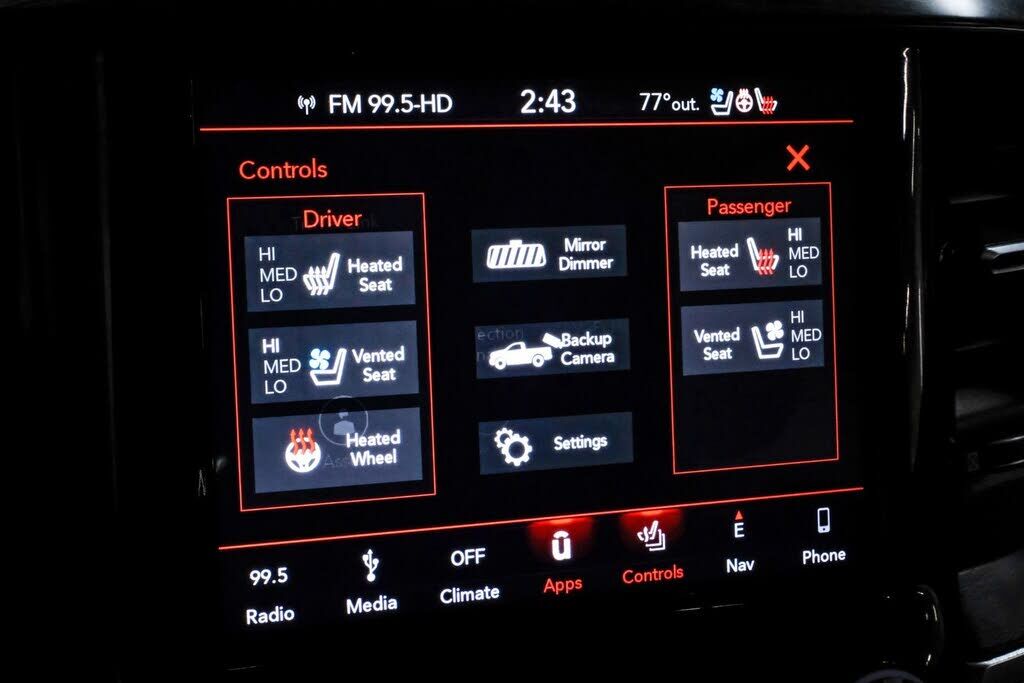 FM 99.5-HD 2:43 77° out.
Controls
Driver
HI
MED
LO
Heated
Seat
HI
MED
LO
Vented
Seat
Heated
Wheel
Mirror
Dimmer
Backup
Camera
Settings
Passenger
Heated
Seat
HI
MED
LO
Vented
Seat
HI
MED
LO
99.5
Radio
Media
OFF
Climate
Apps
Controls
E
Nav
Phone